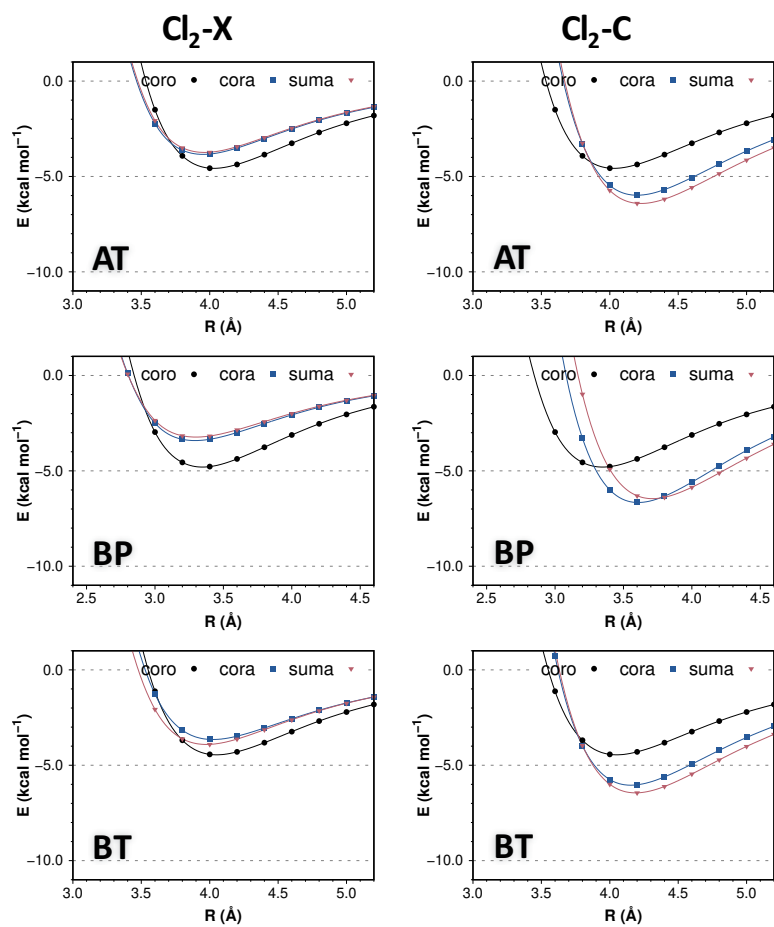 Cl₂-X
Cl₂-C
coro cora suma
0.0
−5.0
−10.0
E (kcal mol⁻¹)
AT
3.0 3.5 4.0 4.5 5.0
R (Å)
coro cora suma
0.0
−5.0
−10.0
E (kcal mol⁻¹)
AT
3.0 3.5 4.0 4.5 5.0
R (Å)
coro cora suma
0.0
−5.0
−10.0
E (kcal mol⁻¹)
BP
2.5 3.0 3.5 4.0 4.5
R (Å)
coro cora suma
0.0
−5.0
−10.0
E (kcal mol⁻¹)
BP
2.5 3.0 3.5 4.0 4.5
R (Å)
coro cora suma
0.0
−5.0
−10.0
E (kcal mol⁻¹)
BT
3.0 3.5 4.0 4.5 5.0
R (Å)
coro cora suma
0.0
−5.0
−10.0
E (kcal mol⁻¹)
BT
3.0 3.5 4.0 4.5 5.0
R (Å)